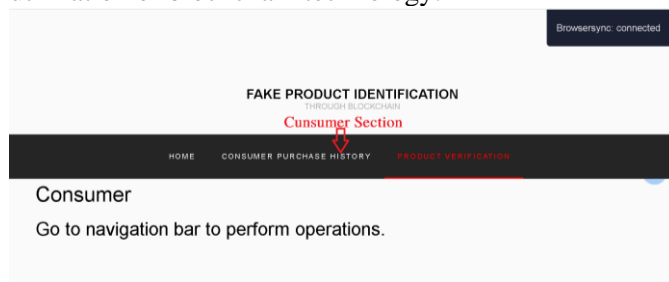 Browsersync: connected
FAKE PRODUCT IDENTIFICATION
THROUGH BLOCKCHAIN
Cunsumer Section
HOME CONSUMER PURCHASE HISTORY PRODUCT VERIFICATION
Consumer
Go to navigation bar to perform operations.